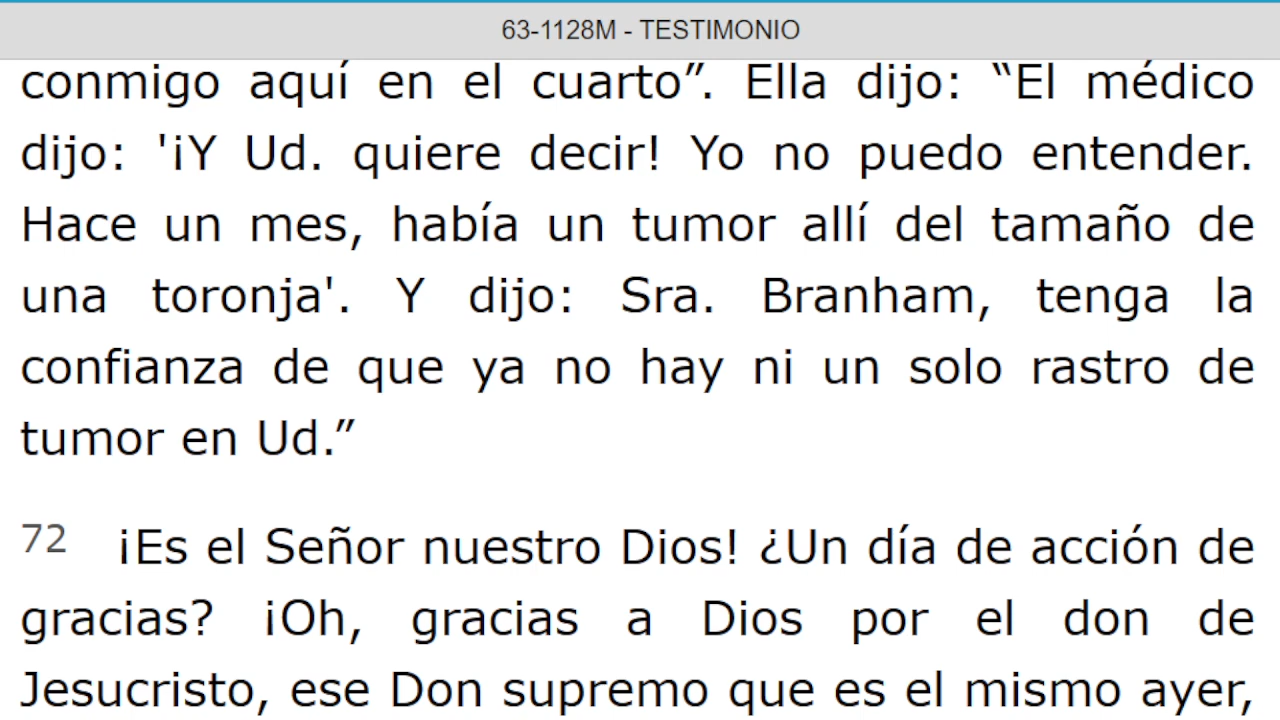 63-1128M - TESTIMONIO
conmigo aquí en el cuarto”. Ella dijo: “El médico
dijo: '¡Y Ud. quiere decir! Yo no puedo entender.
Hace un mes, había un tumor allí del tamaño de
una toronja'. Y dijo: Sra. Branham, tenga la
confianza de que ya no hay ni un solo rastro de
tumor en Ud.”
72 ¡Es el Señor nuestro Dios! ¿Un día de acción de
gracias? ¡Oh, gracias a Dios por el don de
Jesucristo, ese Don supremo que es el mismo ayer,